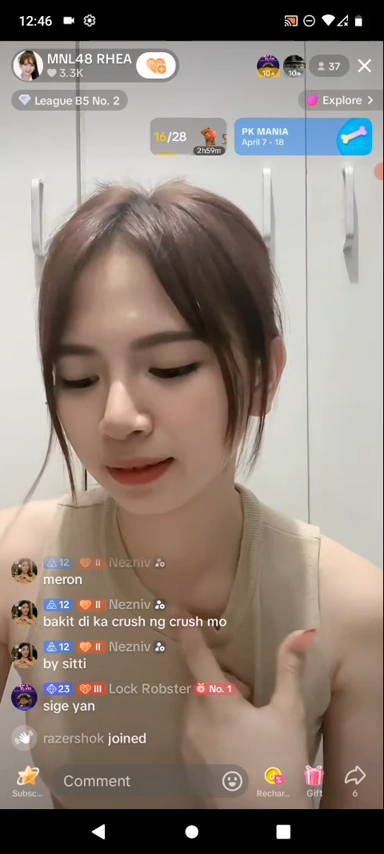 12:46
MNL48 RHEA
3.3K
10+
10+
37
League B5 No. 2
Explore >
16/28
2h59m
PK MANIA
April 7 - 18
12 II Nezniv
meron
12 II Nezniv
bakit di ka crush ng crush mo
12 II Nezniv
by sitti
23 III Lock Robster No. 1
sige yan
razershok joined
Comment
Subsc...
Rechar...
Gift
6